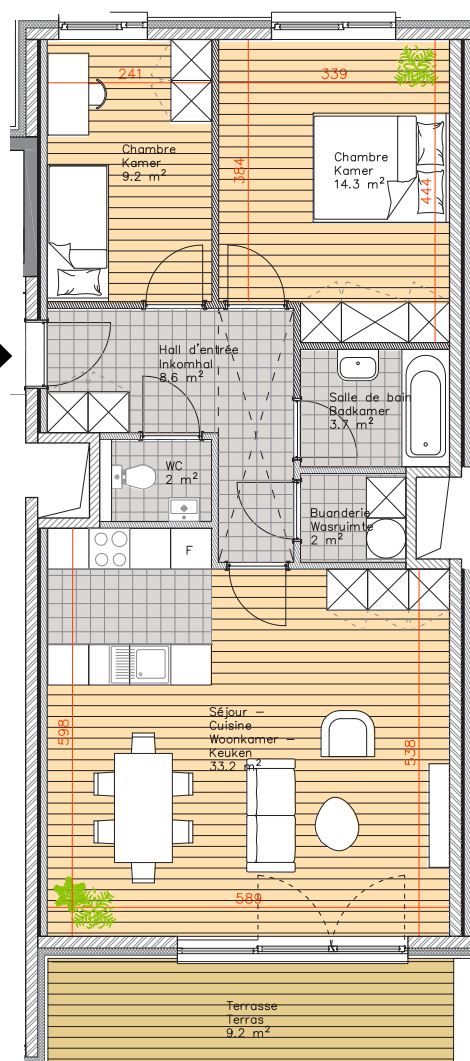 241
339
Chambre
Kamer
9.2 m²
384
Chambre
Kamer
14.3 m²
444
Hall d'entrée
Inkomhal
8.6 m²
Salle de bain
Badkamer
3.7 m²
WC
2 m²
Buanderie
Wasruimte
2 m²
F
598
Séjour –
Cuisine
Woonkamer –
Keuken
33.2 m²
538
589
Terrasse
Terras
9.2 m²